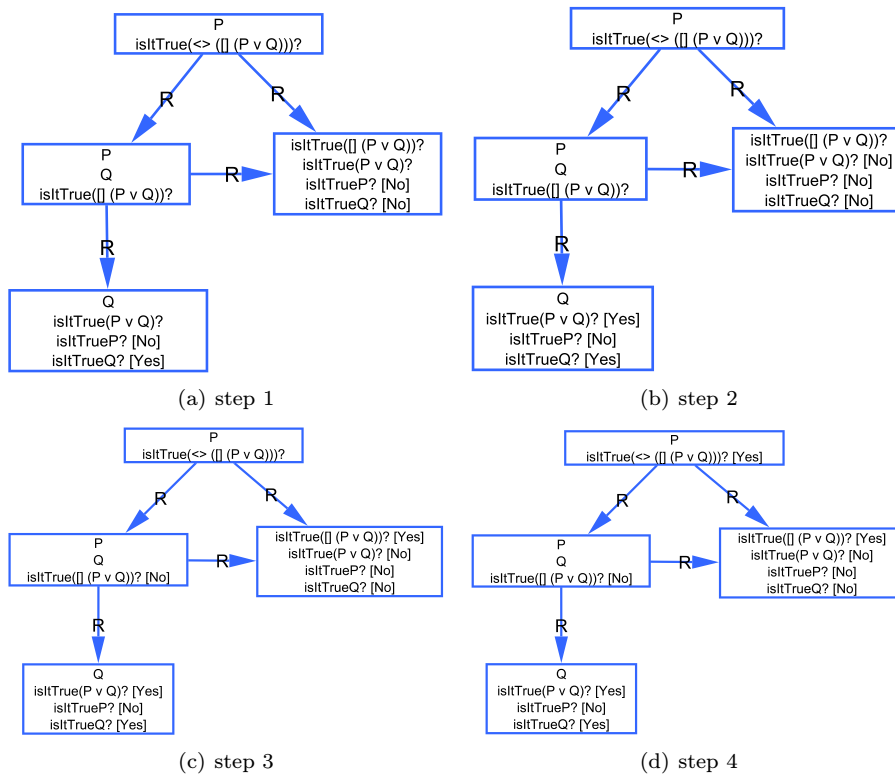 P
isItTrue(<> ([] (P v Q)))?
R
R
P
Q
isItTrue([] (P v Q))?
R
isItTrue([] (P v Q))?
isItTrue(P v Q)?
isItTrueP? [No]
isItTrueQ? [No]
R
Q
isItTrue(P v Q)?
isItTrueP? [No]
isItTrueQ? [Yes]
(a) step 1
P
isItTrue(<> ([] (P v Q)))?
R
R
P
Q
isItTrue([] (P v Q))?
R
isItTrue([] (P v Q))?
isItTrue(P v Q)? [No]
isItTrueP? [No]
isItTrueQ? [No]
R
Q
isItTrue(P v Q)? [Yes]
isItTrueP? [No]
isItTrueQ? [Yes]
(b) step 2
P
isItTrue(<> ([] (P v Q)))?
R
R
P
Q
isItTrue([] (P v Q))? [No]
R
isItTrue([] (P v Q))? [Yes]
isItTrue(P v Q)? [No]
isItTrueP? [No]
isItTrueQ? [No]
R
Q
isItTrue(P v Q)? [Yes]
isItTrueP? [No]
isItTrueQ? [Yes]
(c) step 3
P
isItTrue(<> ([] (P v Q)))? [Yes]
R
R
P
Q
isItTrue([] (P v Q))? [No]
R
isItTrue([] (P v Q))? [Yes]
isItTrue(P v Q)? [No]
isItTrueP? [No]
isItTrueQ? [No]
R
Q
isItTrue(P v Q)? [Yes]
isItTrueP? [No]
isItTrueQ? [Yes]
(d) step 4